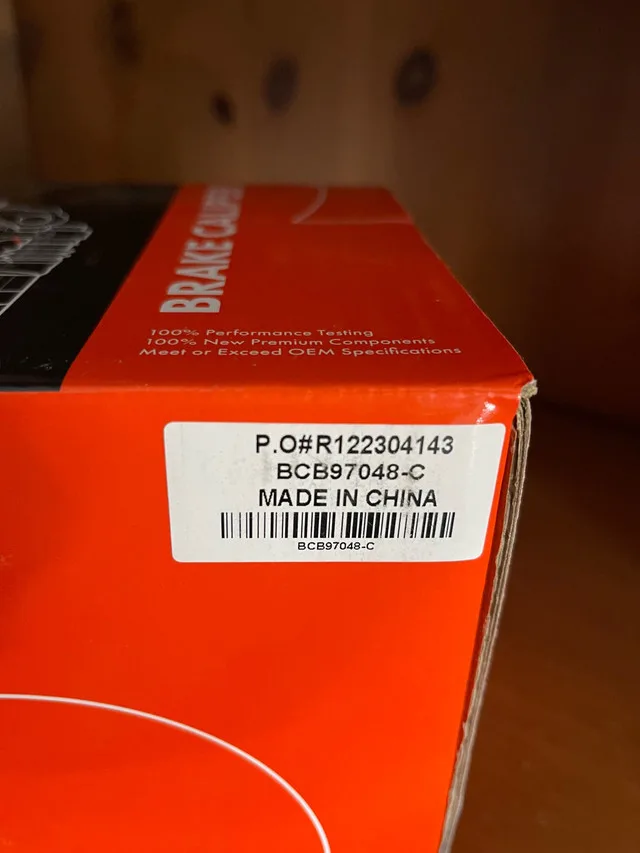 BRAKE CALIPER
100% Performance Testing
100% New Premium Components
Meet or Exceed OEM Specifications
P.O#R122304143
BCB97048-C
MADE IN CHINA
BCB97048-C